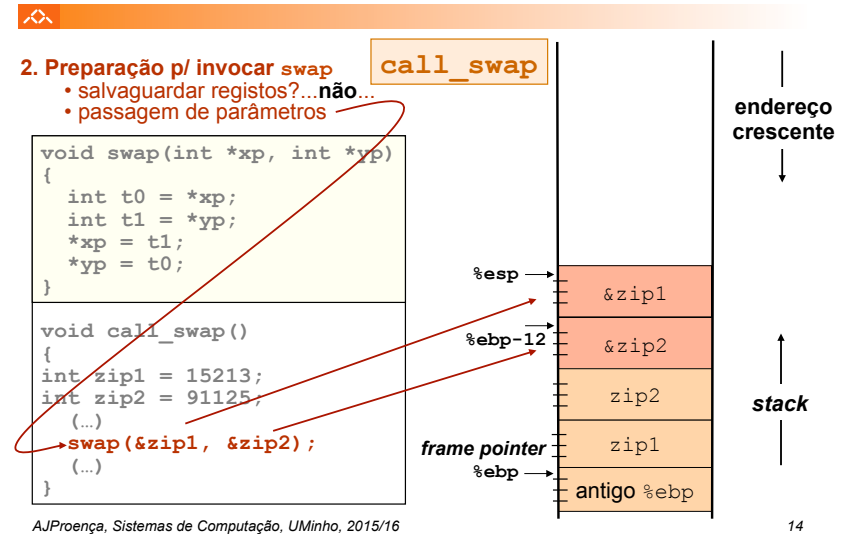 call_swap
2. Preparação p/ invocar swap
• salvaguardar registos?...não...
• passagem de parâmetros
void swap(int *xp, int *yp)
{
int t0 = *xp;
int t1 = *yp;
*xp = t1;
*yp = t0;
}
void call_swap()
{
int zip1 = 15213;
int zip2 = 91125;
(…)
swap(&zip1, &zip2);
(…)
}
endereço
crescente
%esp
&zip1
%ebp-12
&zip2
zip2
stack
frame pointer
zip1
%ebp
antigo %ebp
AJProença, Sistemas de Computação, UMinho, 2015/16
14